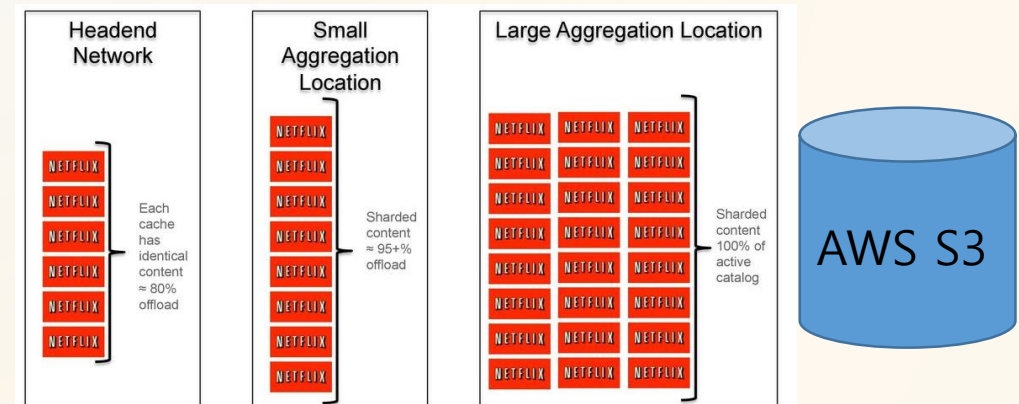 Headend
Network
NETFLIX
NETFLIX
NETFLIX
NETFLIX
NETFLIX
NETFLIX
Each
cache
has
identical
content
≈ 80%
offload
Small
Aggregation
Location
NETFLIX
NETFLIX
NETFLIX
NETFLIX
NETFLIX
NETFLIX
NETFLIX
NETFLIX
Sharded
content
≈ 95+%
offload
Large Aggregation Location
NETFLIX NETFLIX NETFLIX
NETFLIX NETFLIX NETFLIX
NETFLIX NETFLIX NETFLIX
NETFLIX NETFLIX NETFLIX
NETFLIX NETFLIX NETFLIX
NETFLIX NETFLIX NETFLIX
NETFLIX NETFLIX NETFLIX
NETFLIX NETFLIX NETFLIX
Sharded
content
100% of
active
catalog
AWS S3